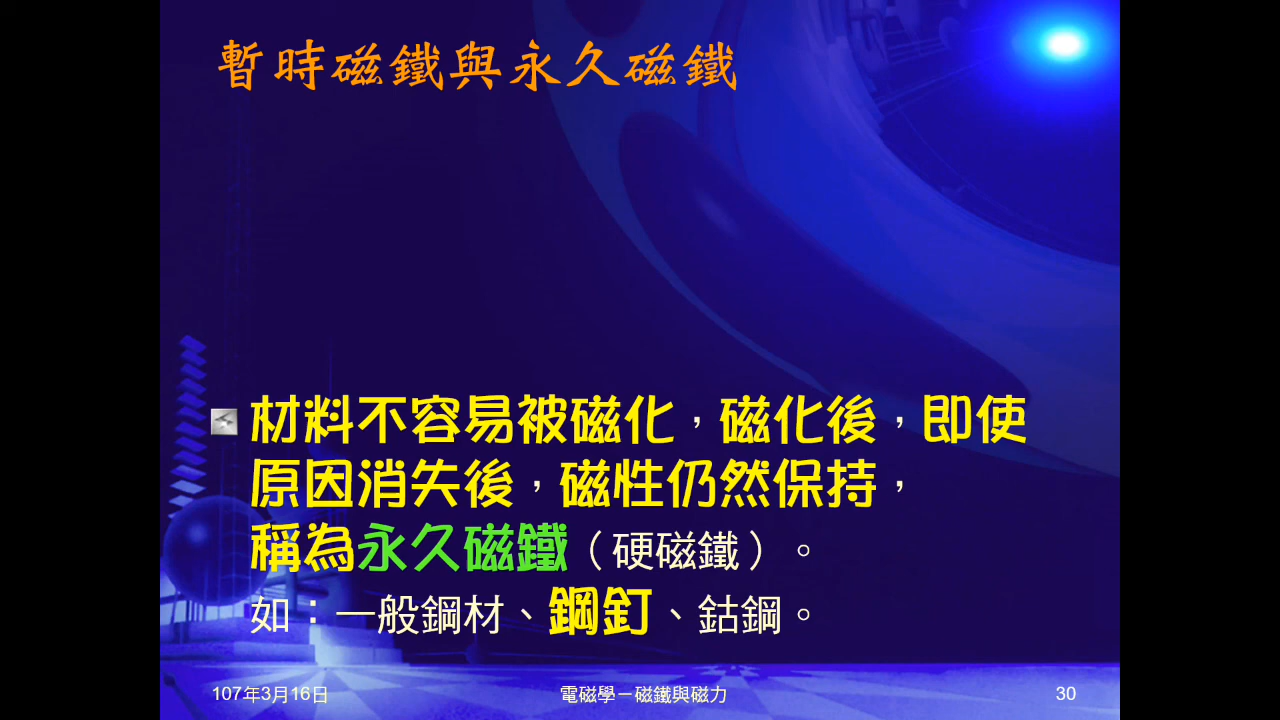 暫時磁鐵與永久磁鐵
材料不容易被磁化，磁化後，即使
原因消失後，磁性仍然保持，
稱為永久磁鐵（硬磁鐵）。
如：一般鋼材、鋼釘、鈷鋼。
107年3月16日
電磁學－磁鐵與磁力
30